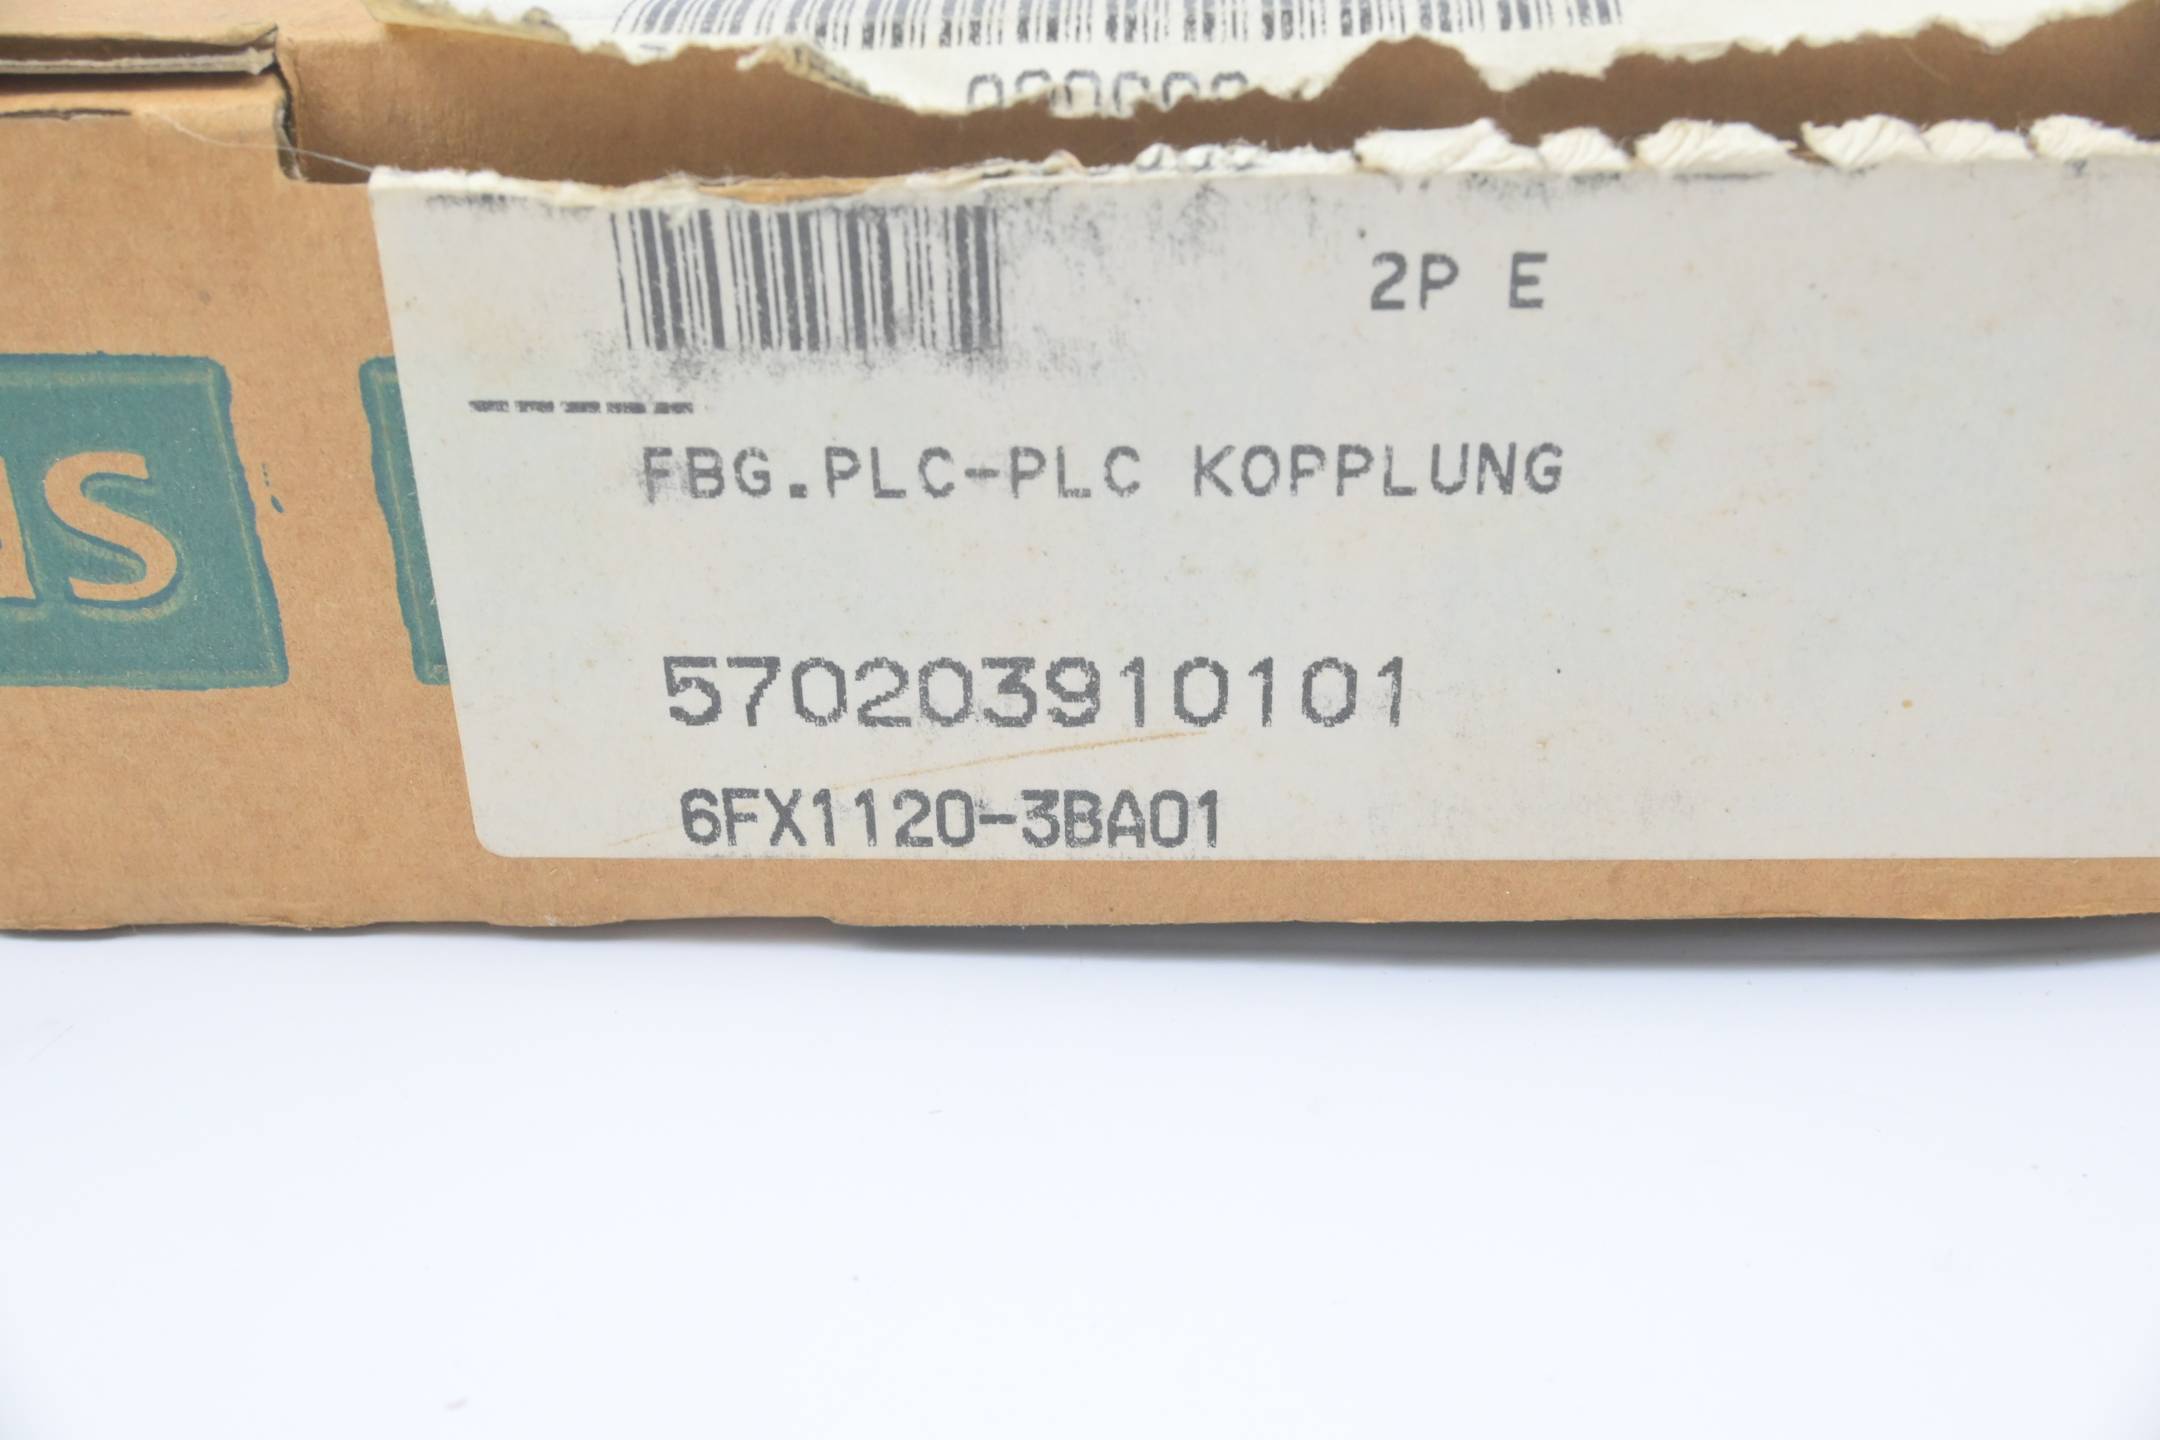 2P E
FBG.PLC-PLC KOPPLUNG
570203910101
6FX1120-3BA01